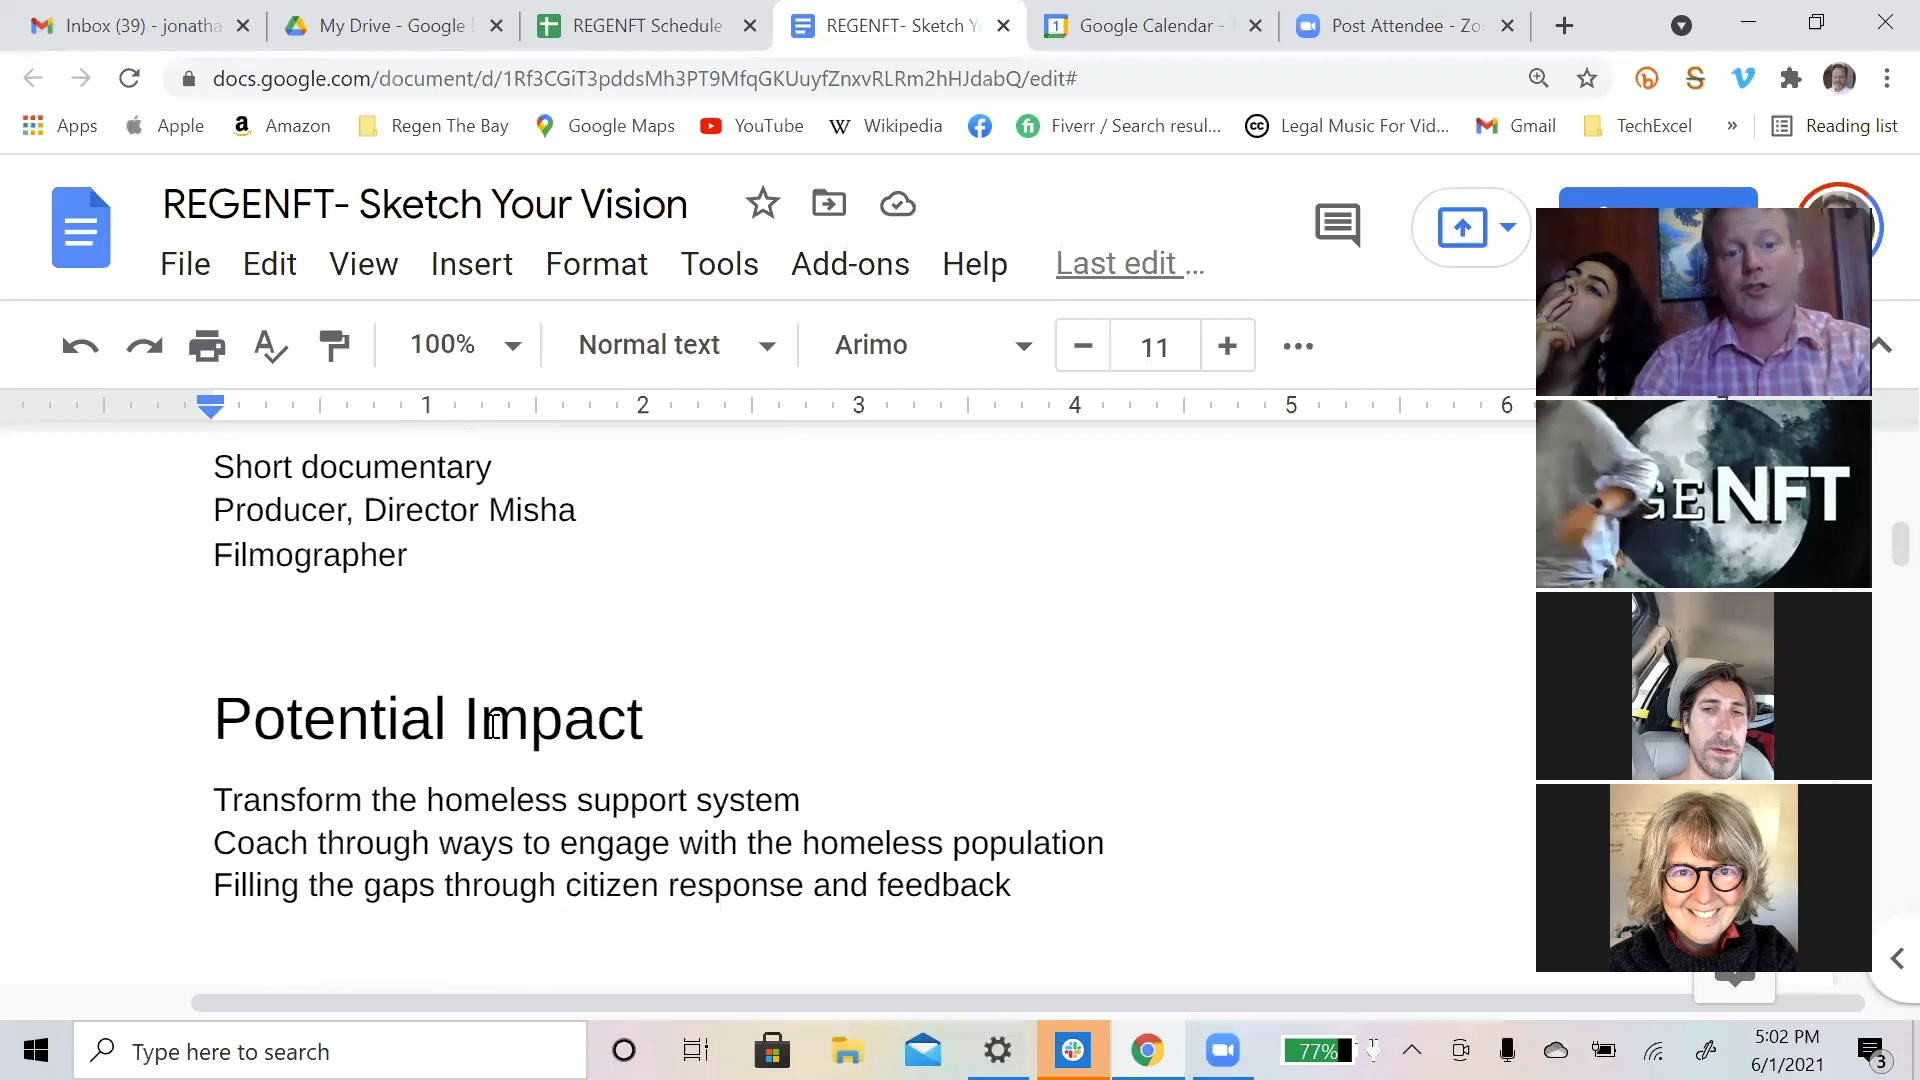 Inbox (39) - jonatha
My Drive - Google
REGENFT Schedule
REGENFT- Sketch Y
Google Calendar -
Post Attendee - Zo
docs.google.com/document/d/1Rf3CGiT3pddsMh3PT9MfqGKUuyfZnxvRLRm2hHJdabQ/edit#
Apps
Apple
Amazon
Regen The Bay
Google Maps
YouTube
Wikipedia
Fiverr / Search resul...
Legal Music For Vid...
Gmail
TechExcel
»
Reading list
REGENFT- Sketch Your Vision
File Edit View Insert Format Tools Add-ons Help Last edit ...
100% Normal text Arimo 11
1 2 3 4 5 6
Short documentary
Producer, Director Misha
Filmographer
Potential Impact
Transform the homeless support system
Coach through ways to engage with the homeless population
Filling the gaps through citizen response and feedback
GENFT
Type here to search
77%
5:02 PM
6/1/2021
3